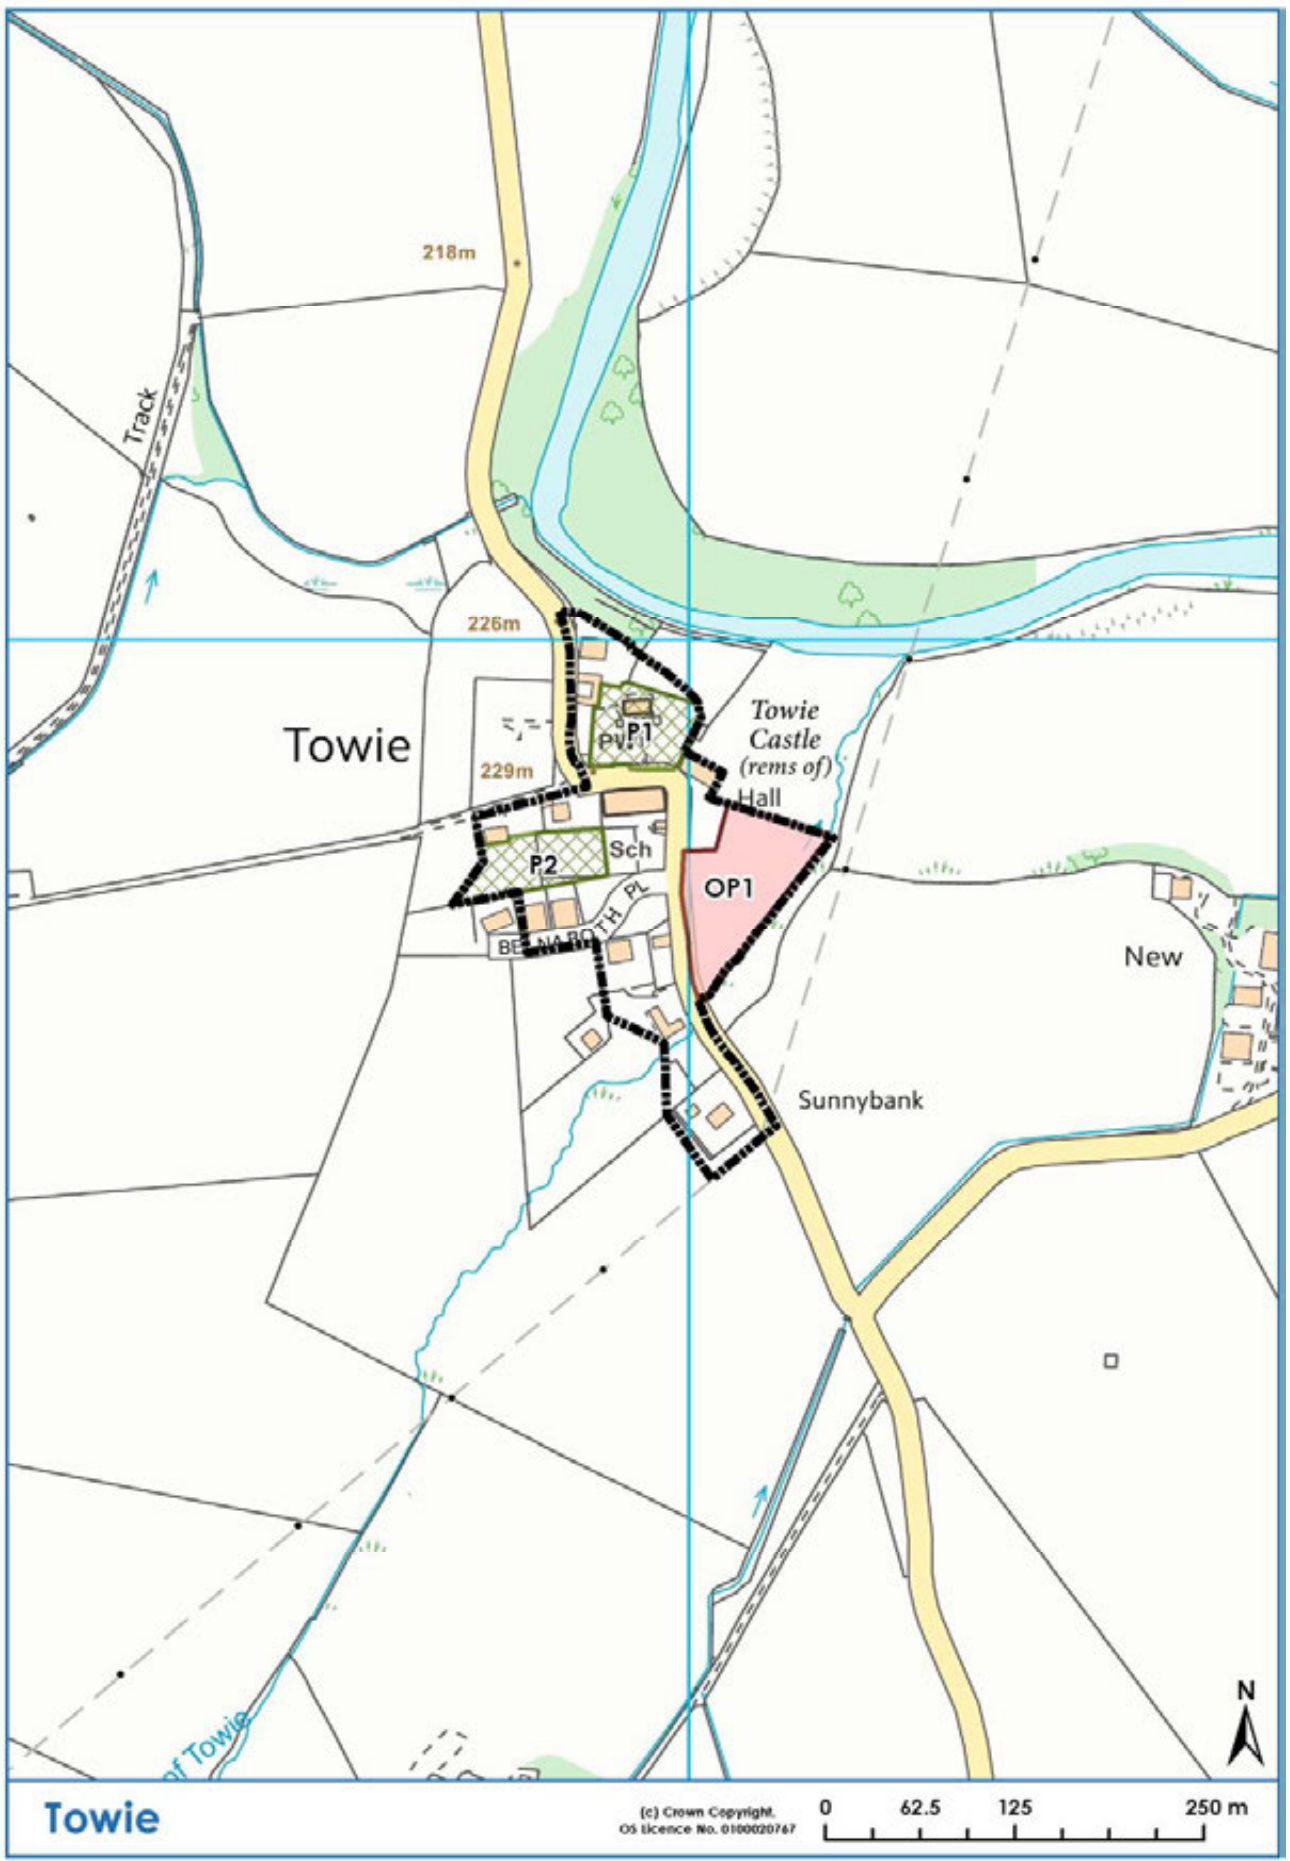 218m
Track
226m
Towie
Castle
(rems of)
Towie
P1
229m
Hall
Sch
P2
OP1
PL
New
Sunnybank
of Towie
N
Towie
(c) Crown Copyright.
OS Licence No. 0100020767
0 62.5 125 250 m